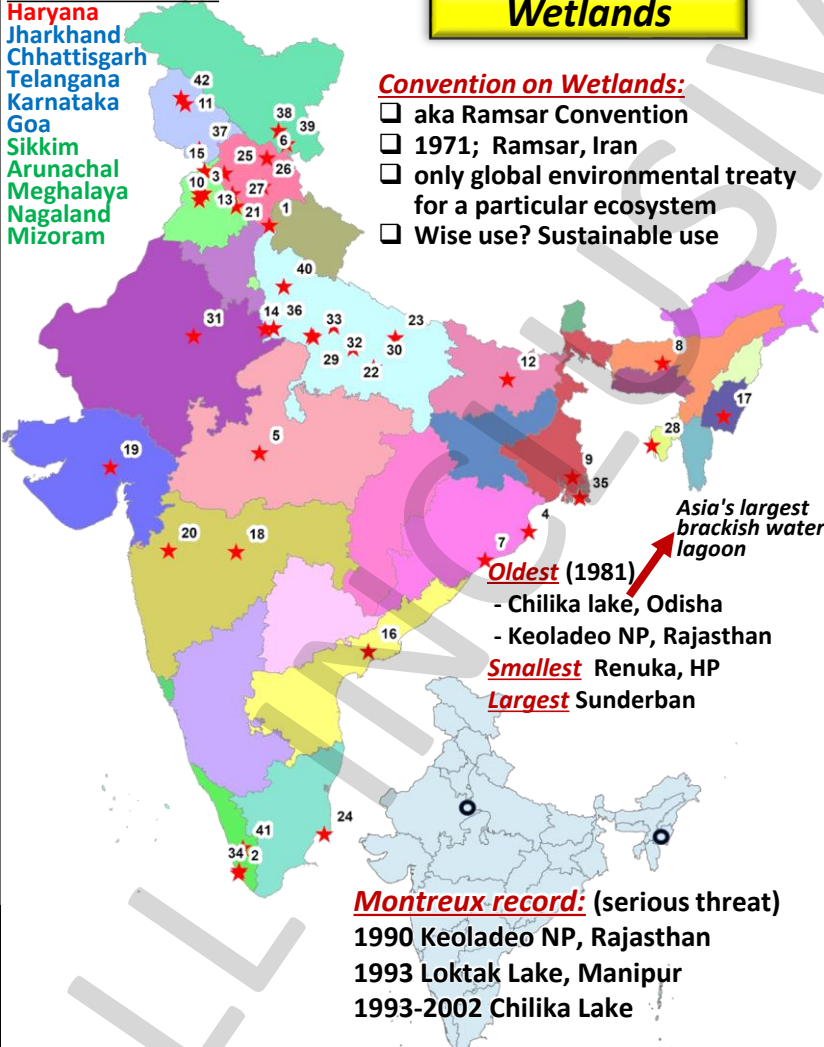 Wetlands
Haryana
Jharkhand
Chhattisgarh
Telangana
Karnataka
Goa
Sikkim
Arunachal
Meghalaya
Nagaland
Mizoram
Convention on Wetlands:
❑ aka Ramsar Convention
❑ 1971; Ramsar, Iran
❑ only global environmental treaty
for a particular ecosystem
❑ Wise use? Sustainable use
42
11
38
39
37
6
15
25
26
3
10
27
13
21
1
40
31
14
36
33
23
32
30
29
22
12
8
17
28
5
19
9
35
4
20
18
7
16
24
41
34
2
Asia's largest
brackish water
lagoon
Oldest (1981)
- Chilika lake, Odisha
- Keoladeo NP, Rajasthan
Smallest Renuka, HP
Largest Sunderban
Montreux record: (serious threat)
1990 Keoladeo NP, Rajasthan
1993 Loktak Lake, Manipur
1993-2002 Chilika Lake
LL INCLUSIV